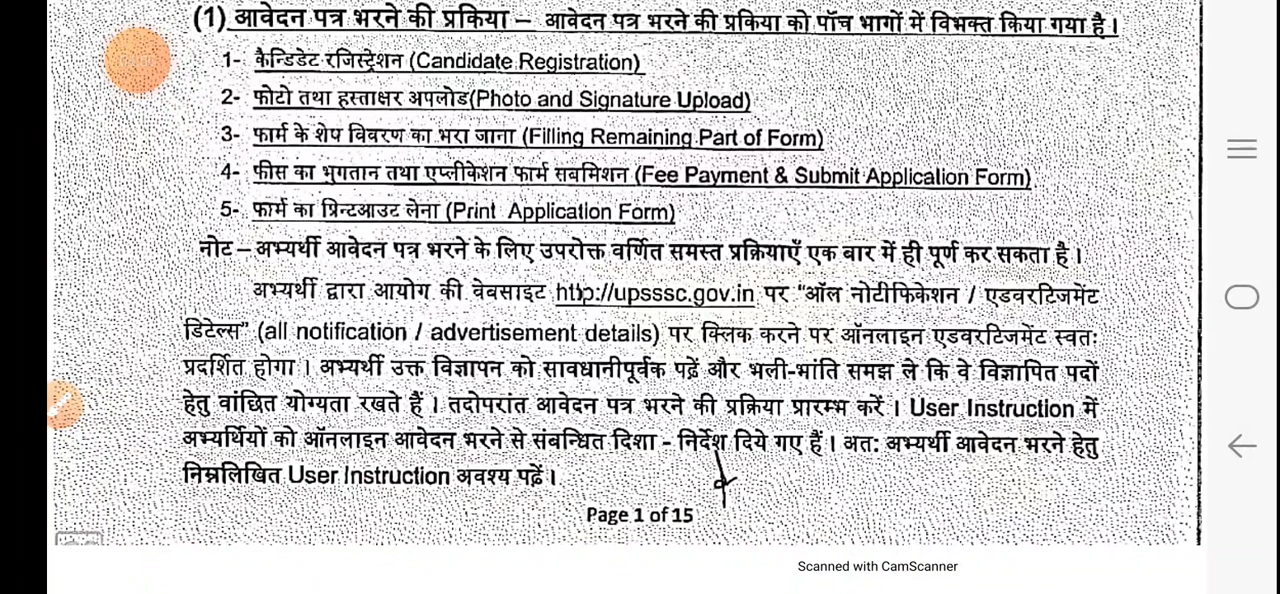 (1) आवेदन पत्र भरने की प्रकिया – आवेदन पत्र भरने की प्रकिया को पॉच भागों में विभक्त किया गया है।
1- कैन्डिडेट रजिस्ट्रेशन (Candidate Registration)
2- फोटो तथा हस्ताक्षर अपलोड(Photo and Signature Upload)
3- फार्म के शेष विवरण का भरा जाना (Filling Remaining Part of Form)
4- फीस का भुगतान तथा एप्लीकेशन फार्म सबमिशन (Fee Payment & Submit Application Form)
5- फार्म का प्रिन्टआउट लेना (Print Application Form)
नोट – अभ्यर्थी आवेदन पत्र भरने के लिए उपरोक्त वर्णित समस्त प्रक्रियाएँ एक बार में ही पूर्ण कर सकता है।
अभ्यर्थी द्वारा आयोग की वेबसाइट http://upsssc.gov.in पर "ऑल नोटीफिकेशन / एडवरटिजमेंट
डिटेल्स" (all notification / advertisement details) पर क्लिक करने पर ऑनलाइन एडवरटिजमेंट स्वतः
प्रदर्शित होगा। अभ्यर्थी उक्त विज्ञापन को सावधानीपूर्वक पढ़ें और भली-भांति समझ ले कि वे विज्ञापित पदों
हेतु वांछित योग्यता रखते हैं। तदोपरांत आवेदन पत्र भरने की प्रक्रिया प्रारम्भ करें। User Instruction में
अभ्यर्थियों को ऑनलाइन आवेदन भरने से संबन्धित दिशा - निर्देश दिये गए हैं। अत: अभ्यर्थी आवेदन भरने हेतु
निम्नलिखित User Instruction अवश्य पढ़ें।
Page 1 of 15
Scanned with CamScanner